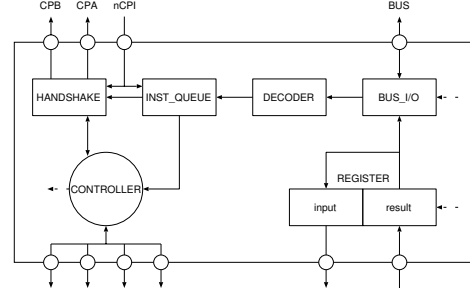 CPB CPA nCPI BUS
HANDSHAKE INST_QUEUE DECODER BUS_I/O
CONTROLLER REGISTER
input result